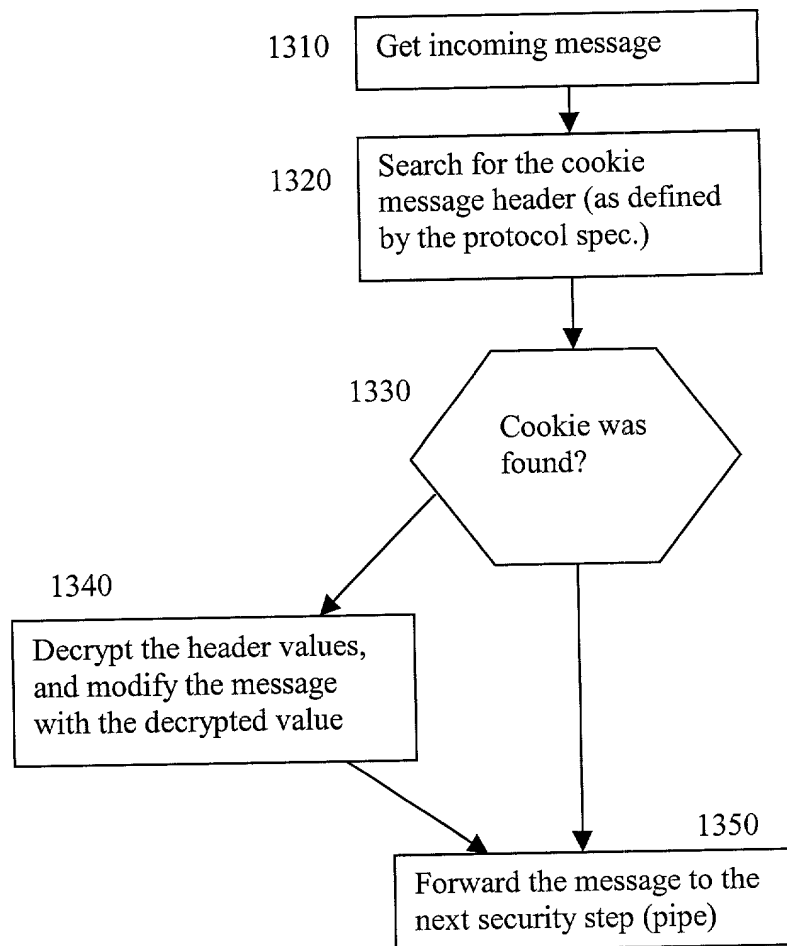 1310
Get incoming message
1320
Search for the cookie
message header (as defined
by the protocol spec.)
1330
Cookie was
found?
1340
Decrypt the header values,
and modify the message
with the decrypted value
1350
Forward the message to the
next security step (pipe)